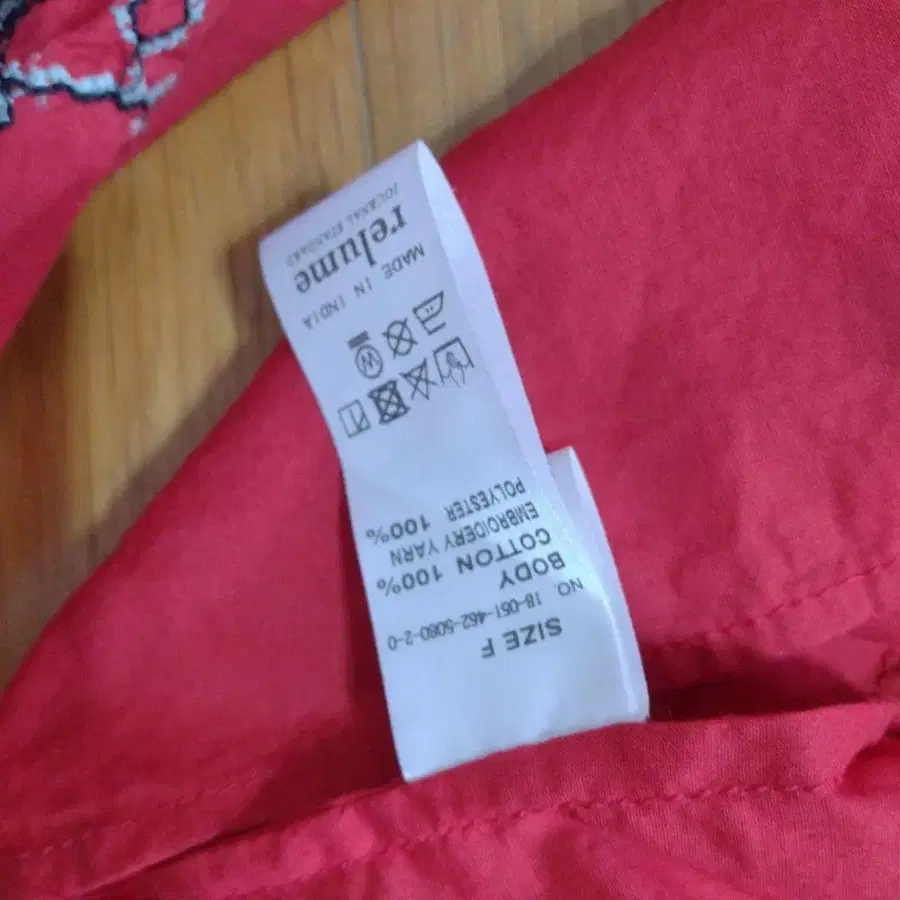 SIZE F
NO. 18-051-462-5080-2-0
BODY
COTTON 100%
EMBROIDERY YARN
POLYESTER 100%
W
MADE IN INDIA
relume
JOURNAL STANDARD